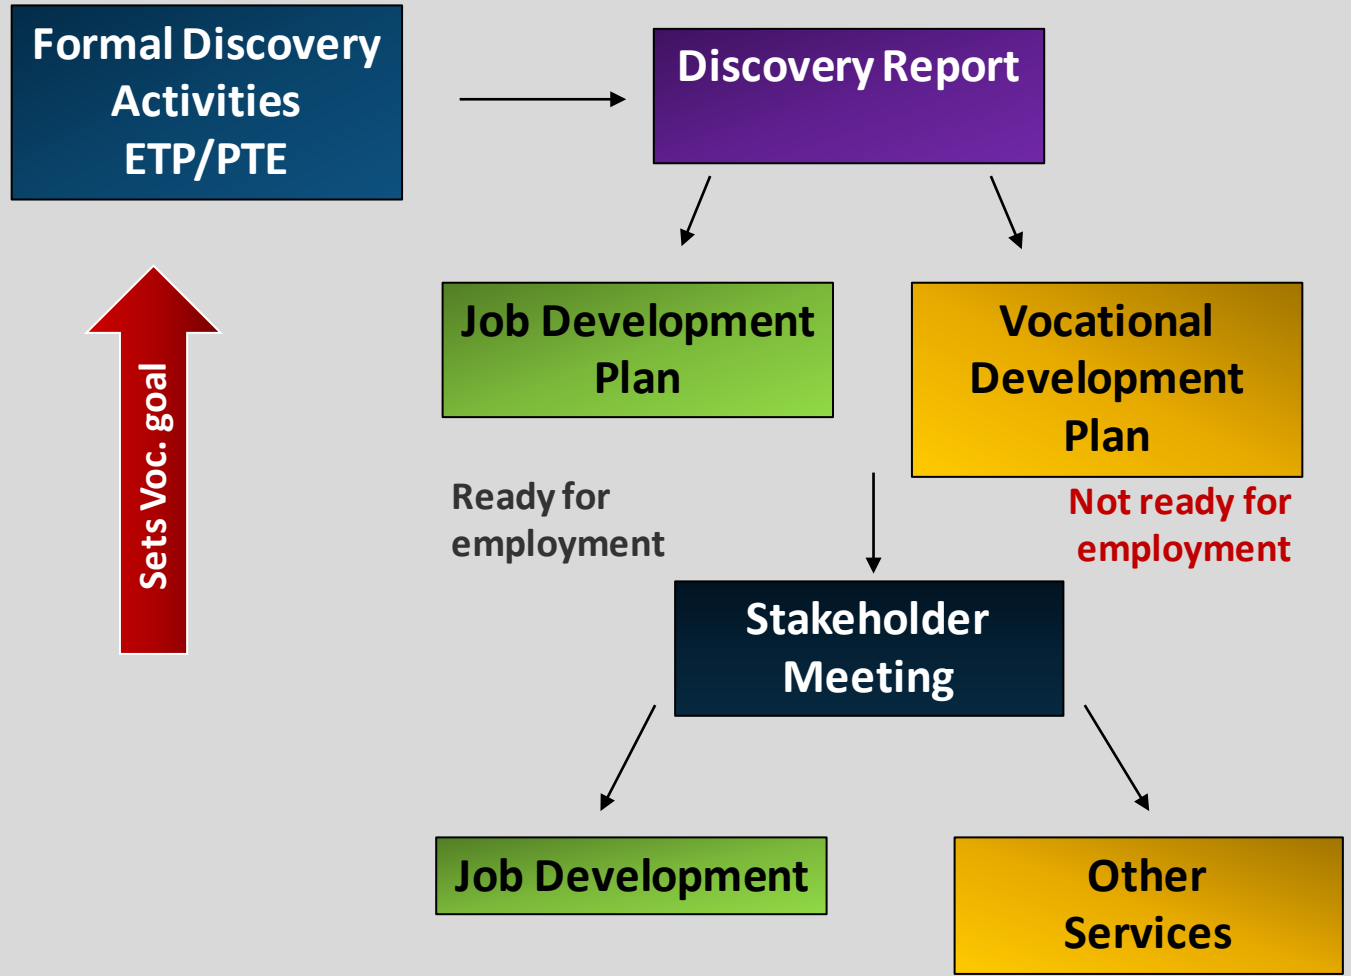 Formal Discovery
Activities
ETP/PTE
Discovery Report
Sets Voc. goal
Job Development
Plan
Vocational
Development
Plan
Ready for
employment
Not ready for
employment
Stakeholder
Meeting
Job Development
Other
Services